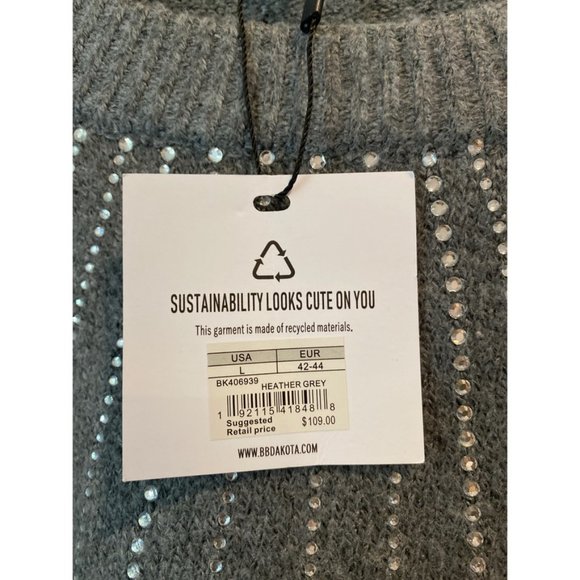 SUSTAINABILITY LOOKS CUTE ON YOU
This garment is made of recycled materials.
USA EUR
L 42-44
BK406939 HEATHER GREY
1 92115 41848 8
Suggested
Retail price $109.00
WWW.BBDAKOTA.COM